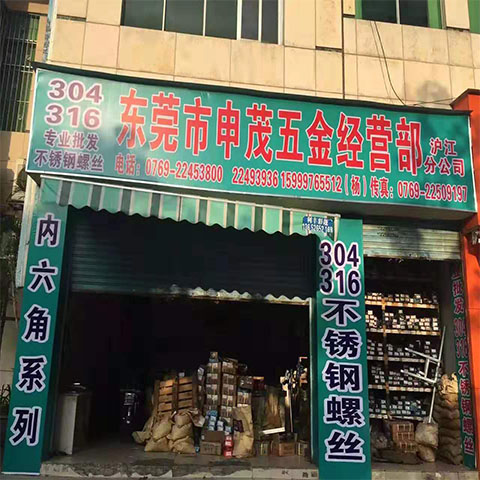 304
316
专业批发
不锈钢螺丝
东莞市申茂五金经营部
沪江
分公司
电话：0769-22453800 22493936 15999765512(杨)传真：0769-22509197
内六角系列
304
316
不锈钢螺丝